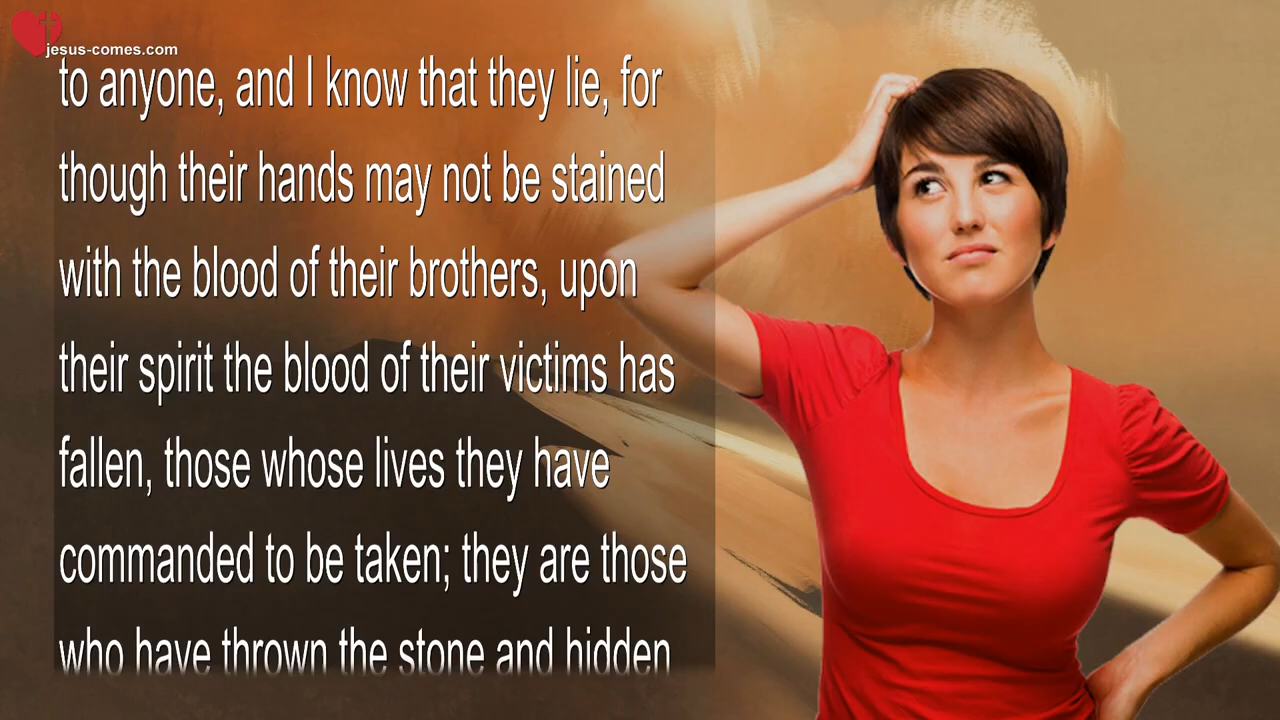 jesus-comes.com
to anyone, and I know that they lie, for
though their hands may not be stained
with the blood of their brothers, upon
their spirit the blood of their victims has
fallen, those whose lives they have
commanded to be taken; they are those
who have thrown the stone and hidden